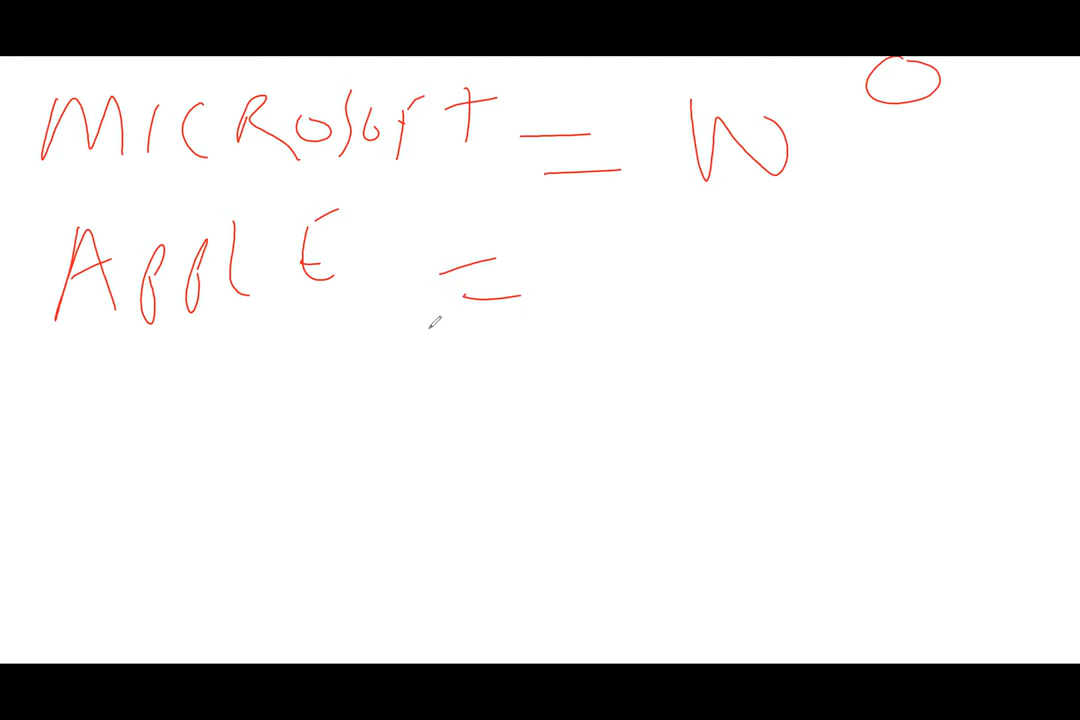 MICROSOFT = W
APPLE =